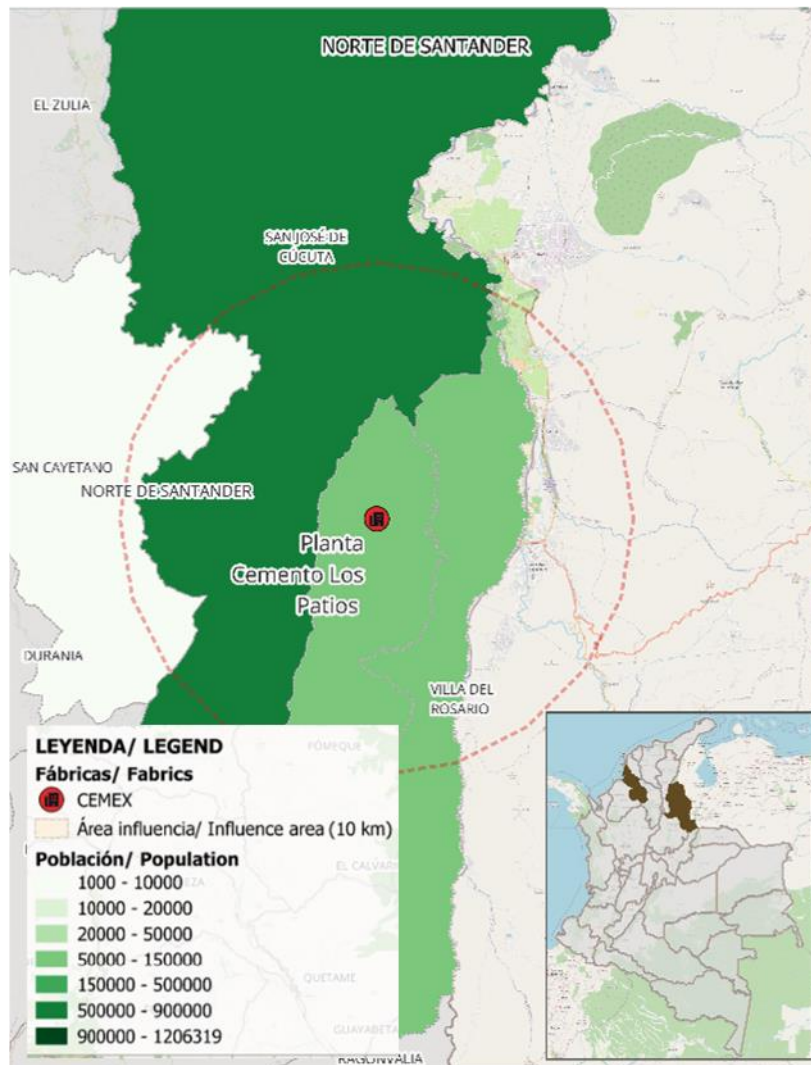 NORTE DE SANTANDER
EL ZULIA
SAN JOSÉ DE
CÚCUTA
SAN CAYETANO
NORTE DE SANTANDER
Planta
Cemento Los
Patios
DURANIA
VILLA DEL
ROSARIO
LEYENDA/ LEGEND
Fábricas/ Fabrics
CEMEX
Área influencia/ Influence area (10 km)
Población/ Population
1000 - 10000
10000 - 20000
20000 - 50000
50000 - 150000
150000 - 500000
500000 - 900000
900000 - 1206319
FÓMEQUE
EL CALVAR
QUETAME
GUAYABETA
RAGONVALIA